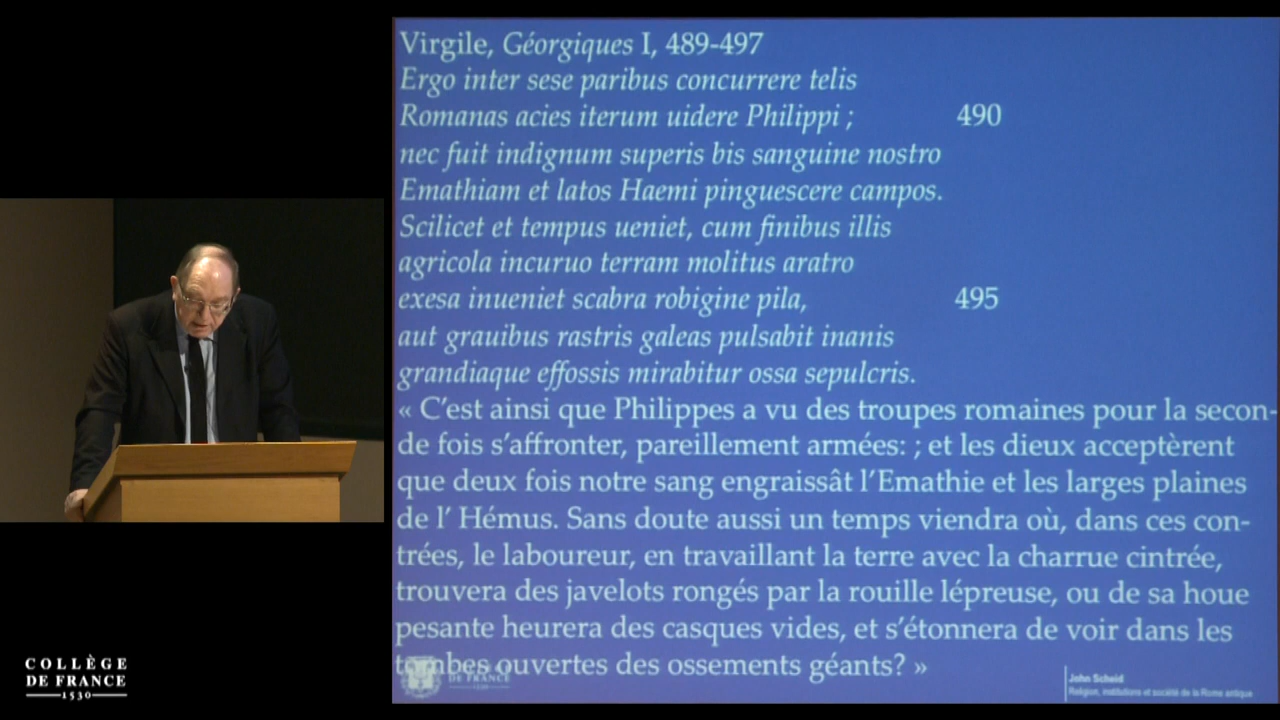 Virgile, Géorgiques I, 489-497
Ergo inter sese paribus concurrere telis
Romanas acies iterum uidere Philippi ; 490
nec fuit indignum superis bis sanguine nostro
Emathiam et latos Haemi pinguescere campos.
Scilicet et tempus ueniet, cum finibus illis
agricola incuruo terram molitus aratro
exesa inueniet scabra robigine pila, 495
aut grauibus rastris galeas pulsabit inanis
grandiaque effossis mirabitur ossa sepulcris.
« C'est ainsi que Philippes a vu des troupes romaines pour la secon-
de fois s'affronter, pareillement armées: ; et les dieux acceptèrent
que deux fois notre sang engraissât l'Emathie et les larges plaines
de l' Hémus. Sans doute aussi un temps viendra où, dans ces con-
trées, le laboureur, en travaillant la terre avec la charrue cintrée,
trouvera des javelots rongés par la rouille lépreuse, ou de sa houe
pesante heurera des casques vides, et s'étonnera de voir dans les
tombes ouvertes des ossements géants? »
DE FRANCE
1530
John Scheid
Religion, institutions et société de la Rome antique
COLLÈGE
DE FRANCE
1530